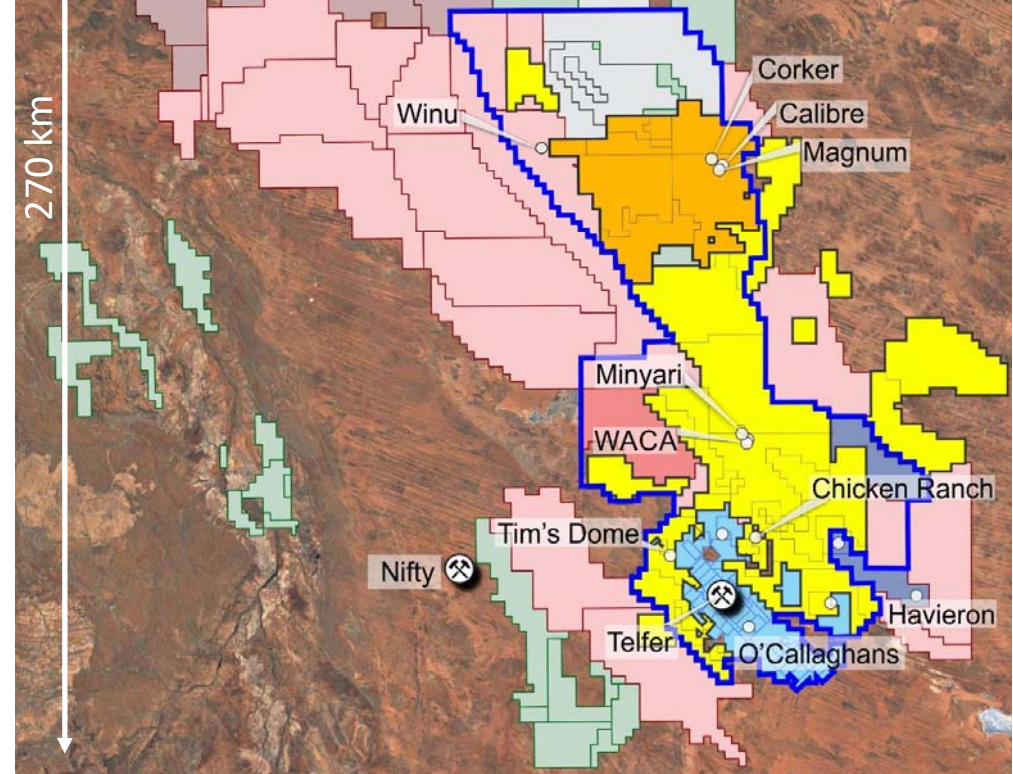 Corker
Winu
Calibre
Magnum
270 km
Minyari
WACA
Chicken Ranch
Tim's Dome
Nifty
Havieron
Telfer
O'Callaghans